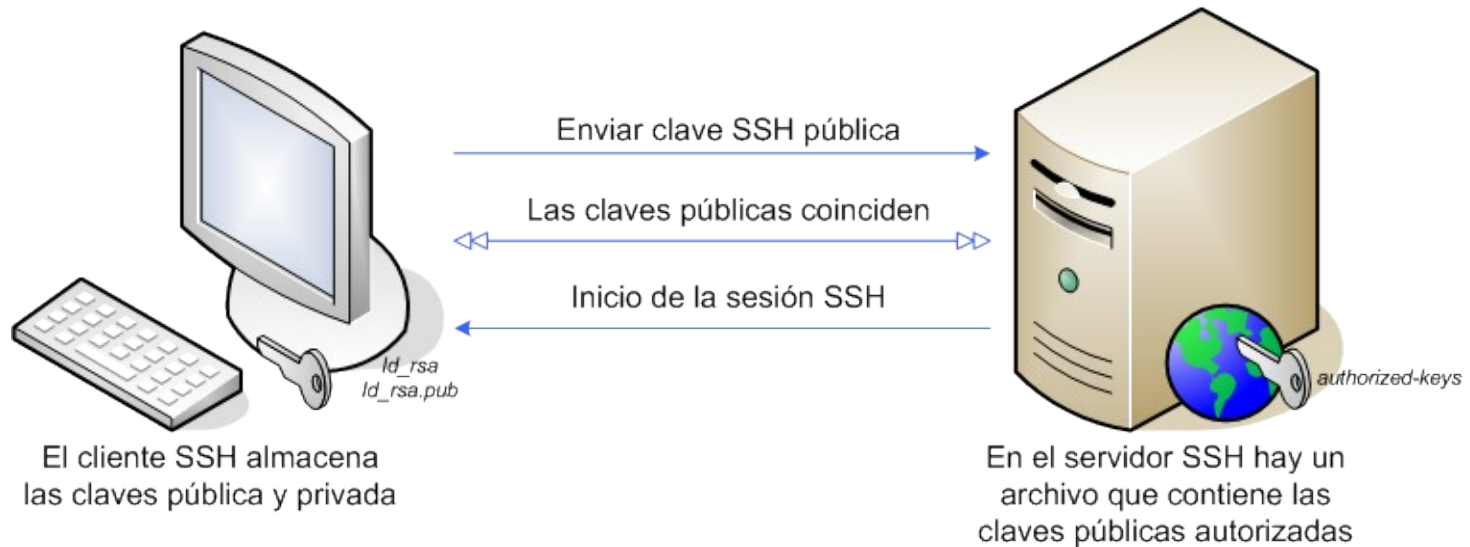 Enviar clave SSH pública
Las claves públicas coinciden
Inicio de la sesión SSH
Id_rsa
Id_rsa.pub
authorized-keys
El cliente SSH almacena
las claves pública y privada
En el servidor SSH hay un
archivo que contiene las
claves públicas autorizadas